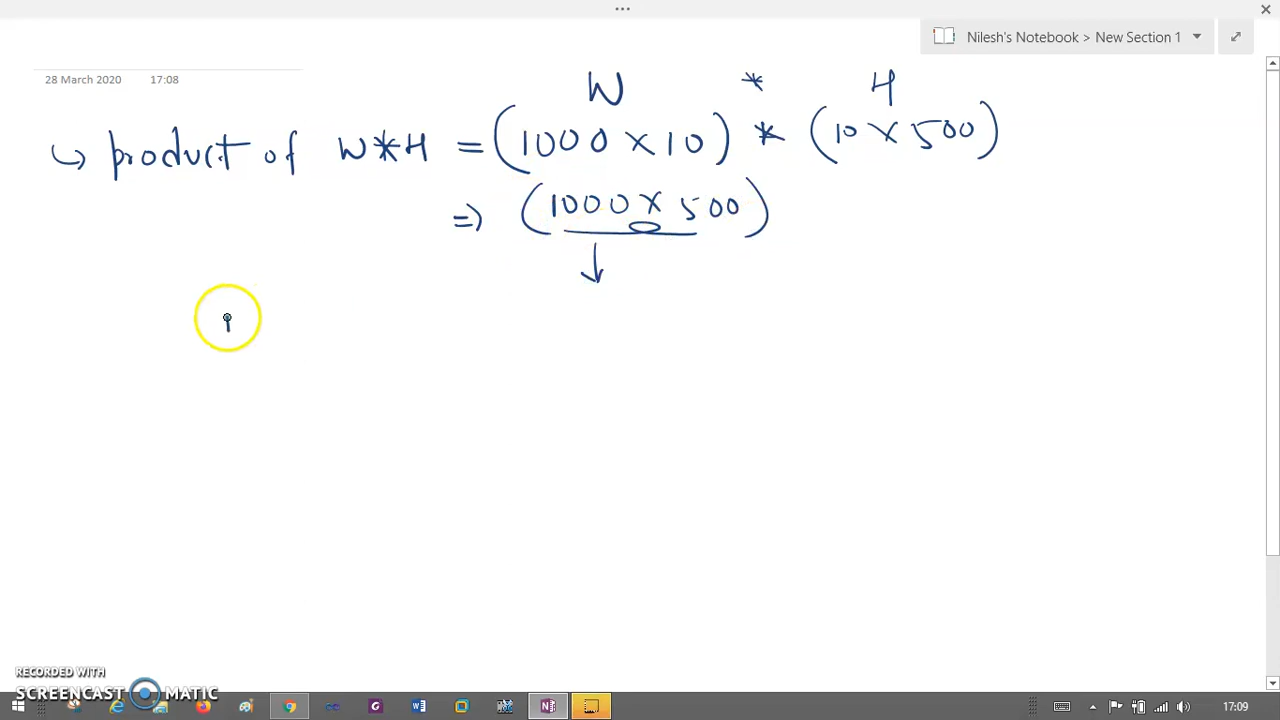 ...
Nilesh's Notebook > New Section 1
28 March 2020 17:08
W * H
↳ product of W*H = (1000 x 10) * (10 x 500)
=> (1000 x 500)
↓
RECORDED WITH
SCREENCAST MATIC
17:09